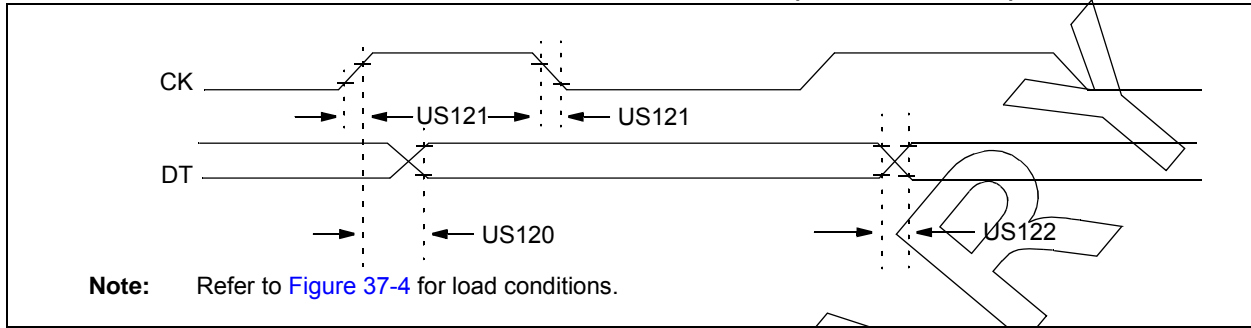 CK
US121 US121
DT
US120 US122
Note: Refer to Figure 37-4 for load conditions.